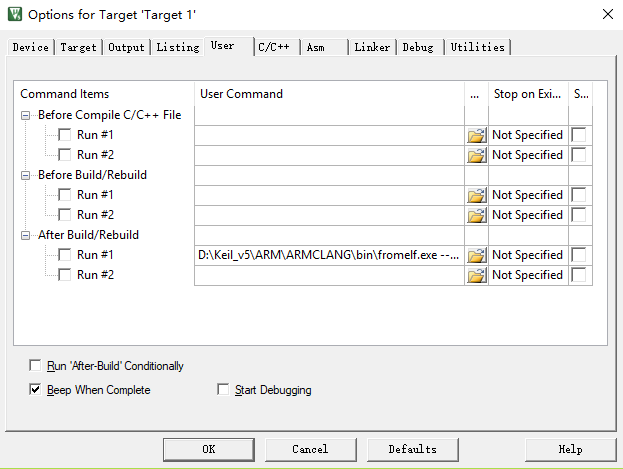 Options for Target 'Target 1'
Device Target Output Listing User C/C++ Asm Linker Debug Utilities
Command Items User Command ... Stop on Exi... S...
Before Compile C/C++ File
Run #1 Not Specified
Run #2 Not Specified
Before Build/Rebuild
Run #1 Not Specified
Run #2 Not Specified
After Build/Rebuild
Run #1 D:\Keil_v5\ARM\ARMCLANG\bin\fromelf.exe --... Not Specified
Run #2 Not Specified
Run 'After-Build' Conditionally
Beep When Complete Start Debugging
OK Cancel Defaults Help